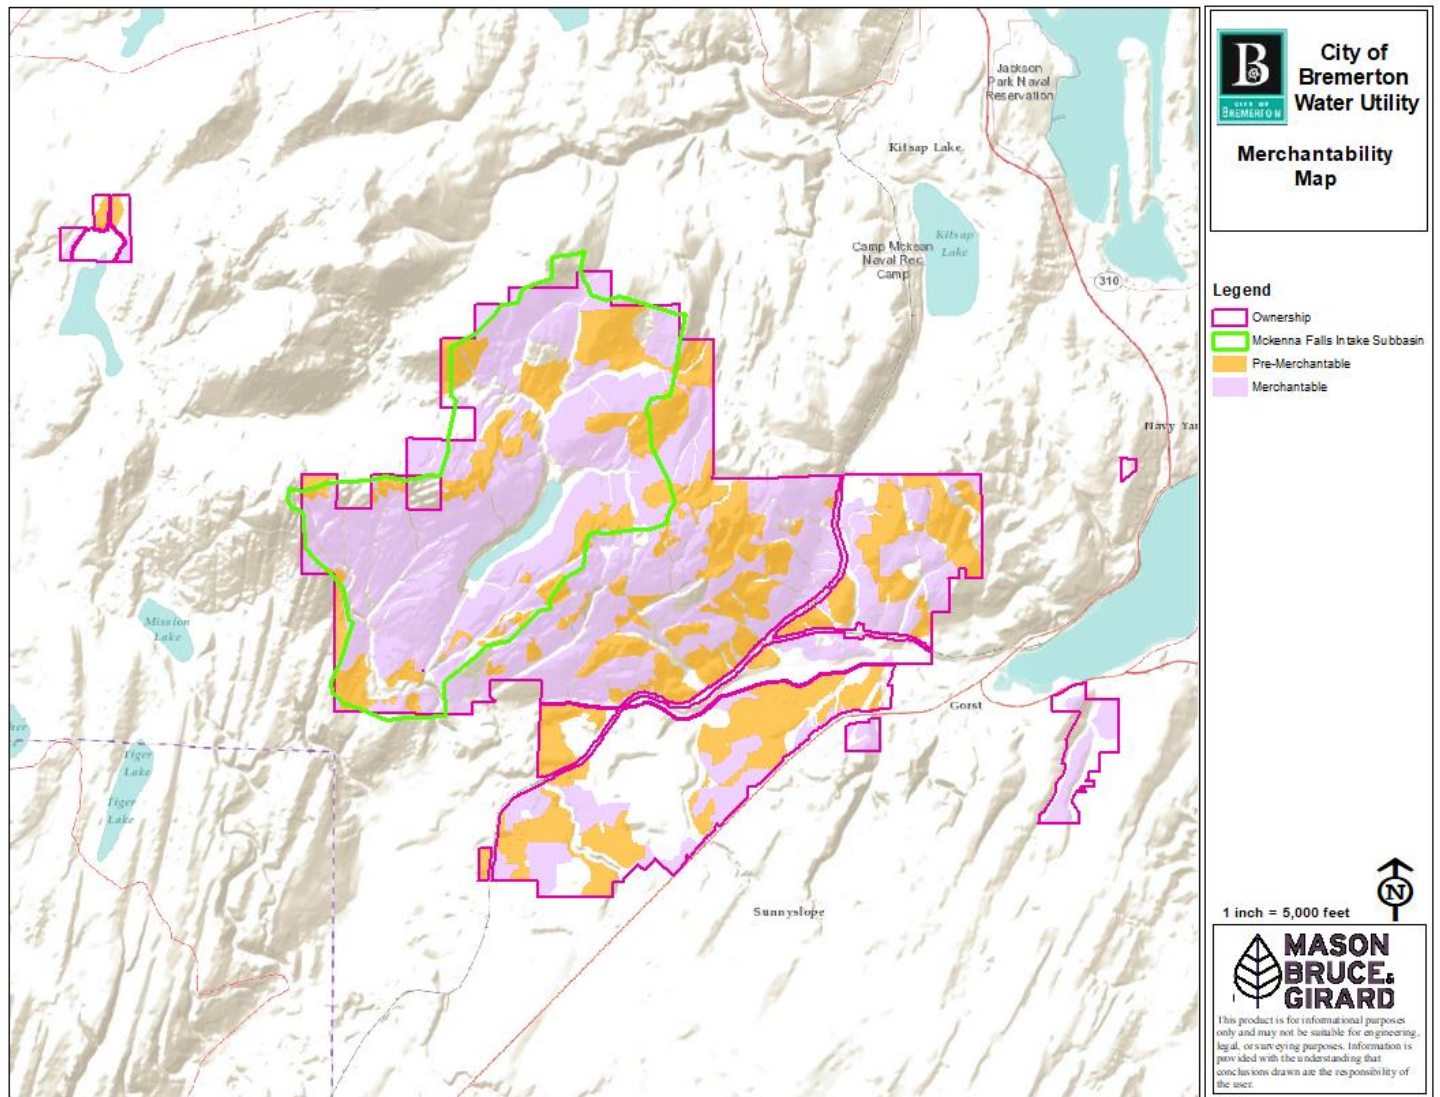 Jackson
Park Naval
Reservation
Kitsap Lake
Kitsap
Lake
Camp Mckean
Naval Rec
Camp
310
Navy Yar
Mission
Lake
Tiger
Lake
Tiger
Lake
Gorst
Sunnyslope
B
CITY OF
BREMERTON
City of
Bremerton
Water Utility
Merchantability
Map
Legend
Ownership
Mckenna Falls Intake Subbasin
Pre-Merchantable
Merchantable
N
1 inch = 5,000 feet
MASON
BRUCE&
GIRARD
This product is for informational purposes
only and may not be suitable for engineering,
legal, or surveying purposes. Information is
provided with the understanding that
conclusions drawn are the responsibility of
the user.